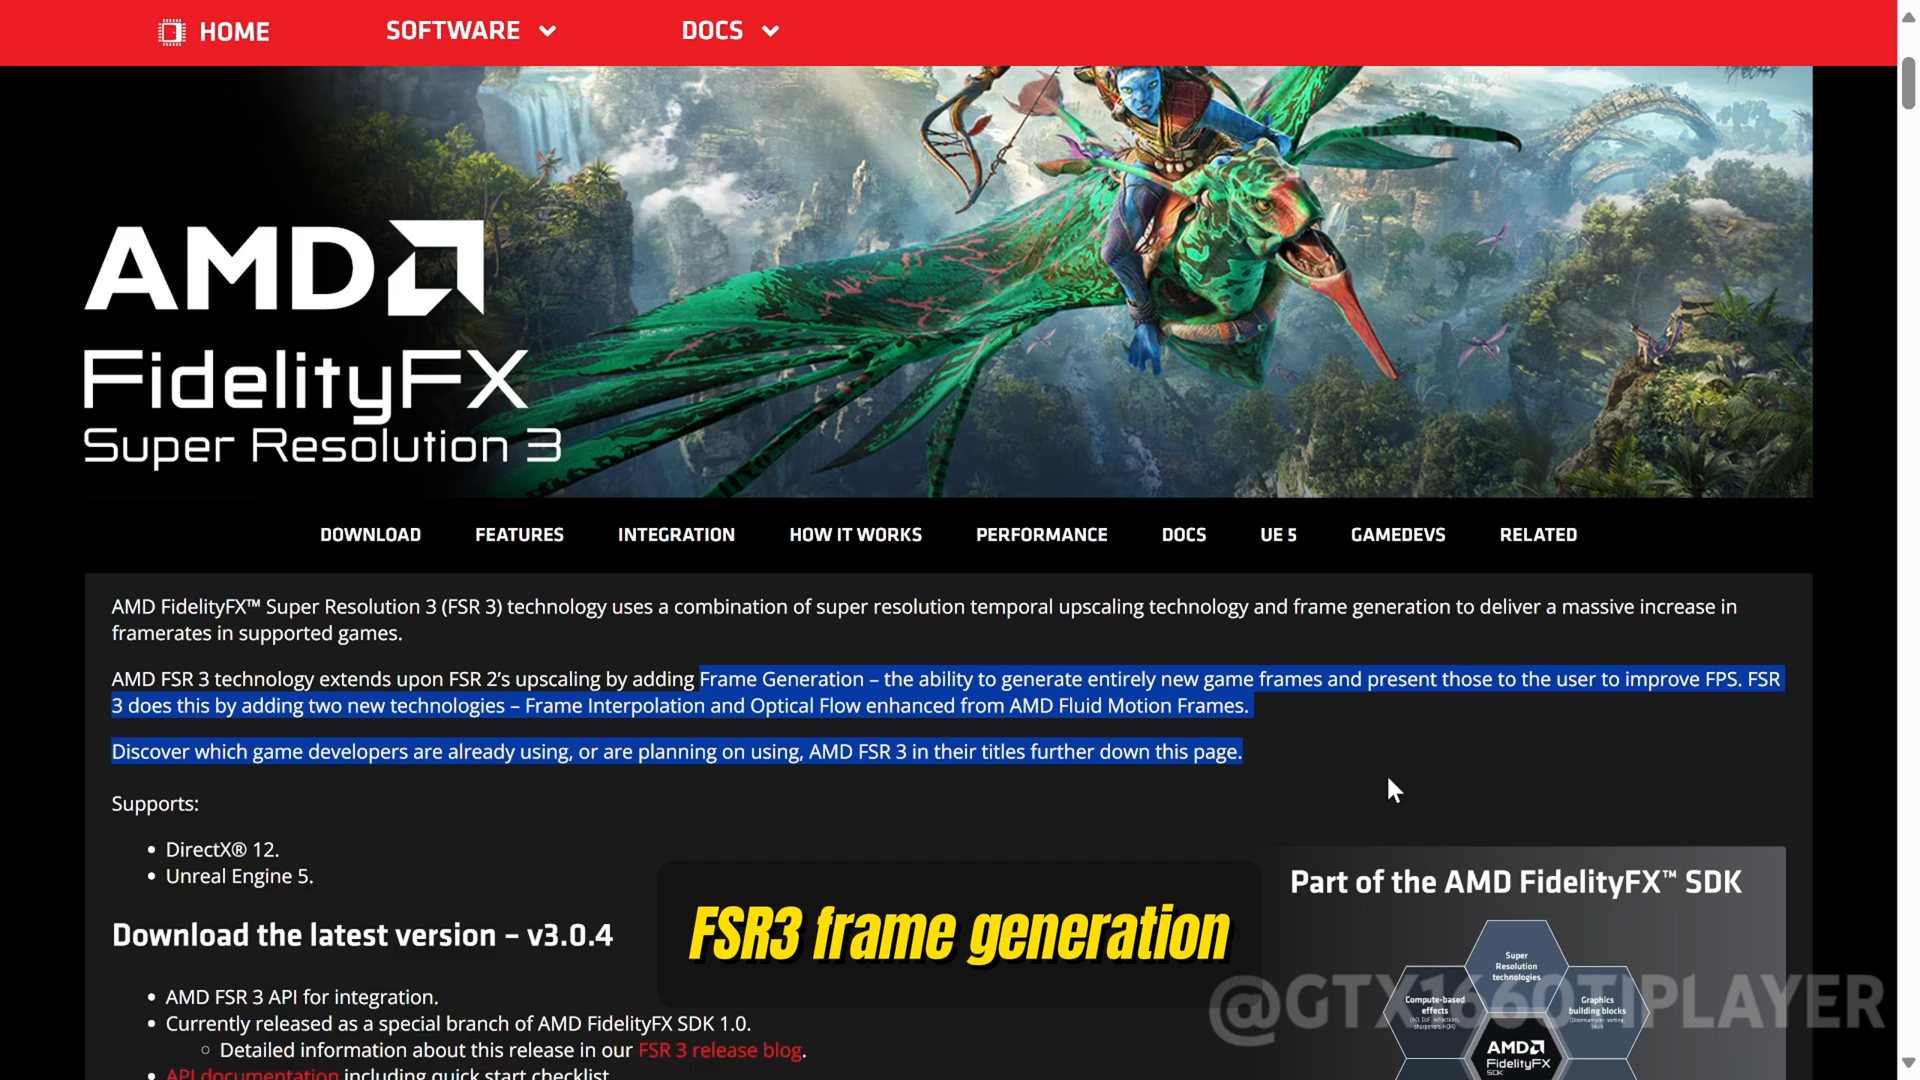 HOME
SOFTWARE
DOCS
AMD
FidelityFX
Super Resolution 3
DOWNLOAD
FEATURES
INTEGRATION
HOW IT WORKS
PERFORMANCE
DOCS
UE 5
GAMEDEVS
RELATED
AMD FidelityFX™ Super Resolution 3 (FSR 3) technology uses a combination of super resolution temporal upscaling technology and frame generation to deliver a massive increase in
framerates in supported games.
AMD FSR 3 technology extends upon FSR 2’s upscaling by adding Frame Generation – the ability to generate entirely new game frames and present those to the user to improve FPS. FSR
3 does this by adding two new technologies – Frame Interpolation and Optical Flow enhanced from AMD Fluid Motion Frames.
Discover which game developers are already using, or are planning on using, AMD FSR 3 in their titles further down this page.
Supports:
• DirectX® 12.
• Unreal Engine 5.
Download the latest version – v3.0.4
• AMD FSR 3 API for integration.
• Currently released as a special branch of AMD FidelityFX SDK 1.0.
○ Detailed information about this release in our FSR 3 release blog.
• API documentation including quick start checklist.
FSR3 frame generation
Part of the AMD FidelityFX™ SDK
Super
Resolution
technologies
Compute-based
effects
Graphics
building blocks
AMD
FidelityFX
SDK
@GTX1660TIPLAYER